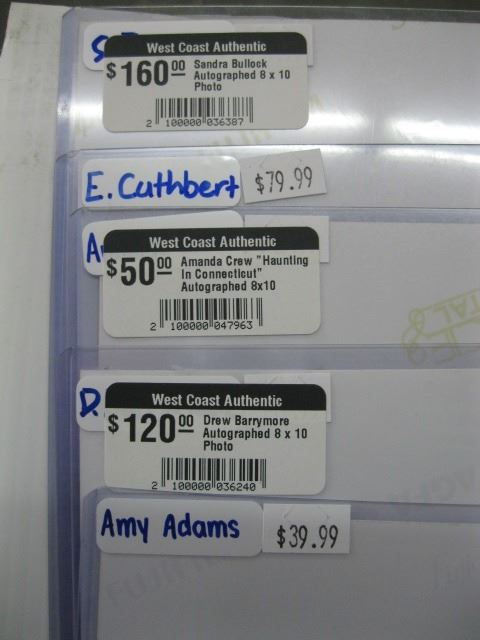 S.
West Coast Authentic
$160.00 Sandra Bullock
Autographed 8 x 10
Photo
2 100000 036387
E. Cuthbert $79.99
A
West Coast Authentic
$50.00 Amanda Crew "Haunting
In Connecticut"
Autographed 8x10
2 100000 047963
D.
West Coast Authentic
$120.00 Drew Barrymore
Autographed 8 x 10
Photo
2 100000 036240
Amy Adams $39.99